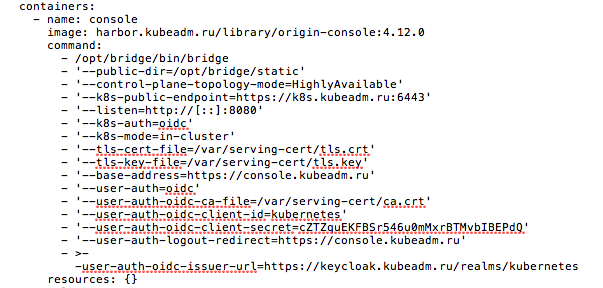 containers:
- name: console
image: harbor.kubeadm.ru/library/origin-console:4.12.0
command:
- /opt/bridge/bin/bridge
- '--public-dir=/opt/bridge/static'
- '--control-plane-topology-mode=HighlyAvailable'
- '--k8s-public-endpoint=https://k8s.kubeadm.ru:6443'
- '--listen=http://[::]:8080'
- '--k8s-auth=oidc'
- '--k8s-mode=in-cluster'
- '--tls-cert-file=/var/serving-cert/tls.crt'
- '--tls-key-file=/var/serving-cert/tls.key'
- '--base-address=https://console.kubeadm.ru'
- '--user-auth=oidc'
- '--user-auth-oidc-ca-file=/var/serving-cert/ca.crt'
- '--user-auth-oidc-client-id=kubernetes'
- '--user-auth-oidc-client-secret=cZTZquEKFBSr546u0mMxrBTMvbIBEPdQ'
- '--user-auth-logout-redirect=https://console.kubeadm.ru'
- >-
-user-auth-oidc-issuer-url=https://keycloak.kubeadm.ru/realms/kubernetes
resources: {}